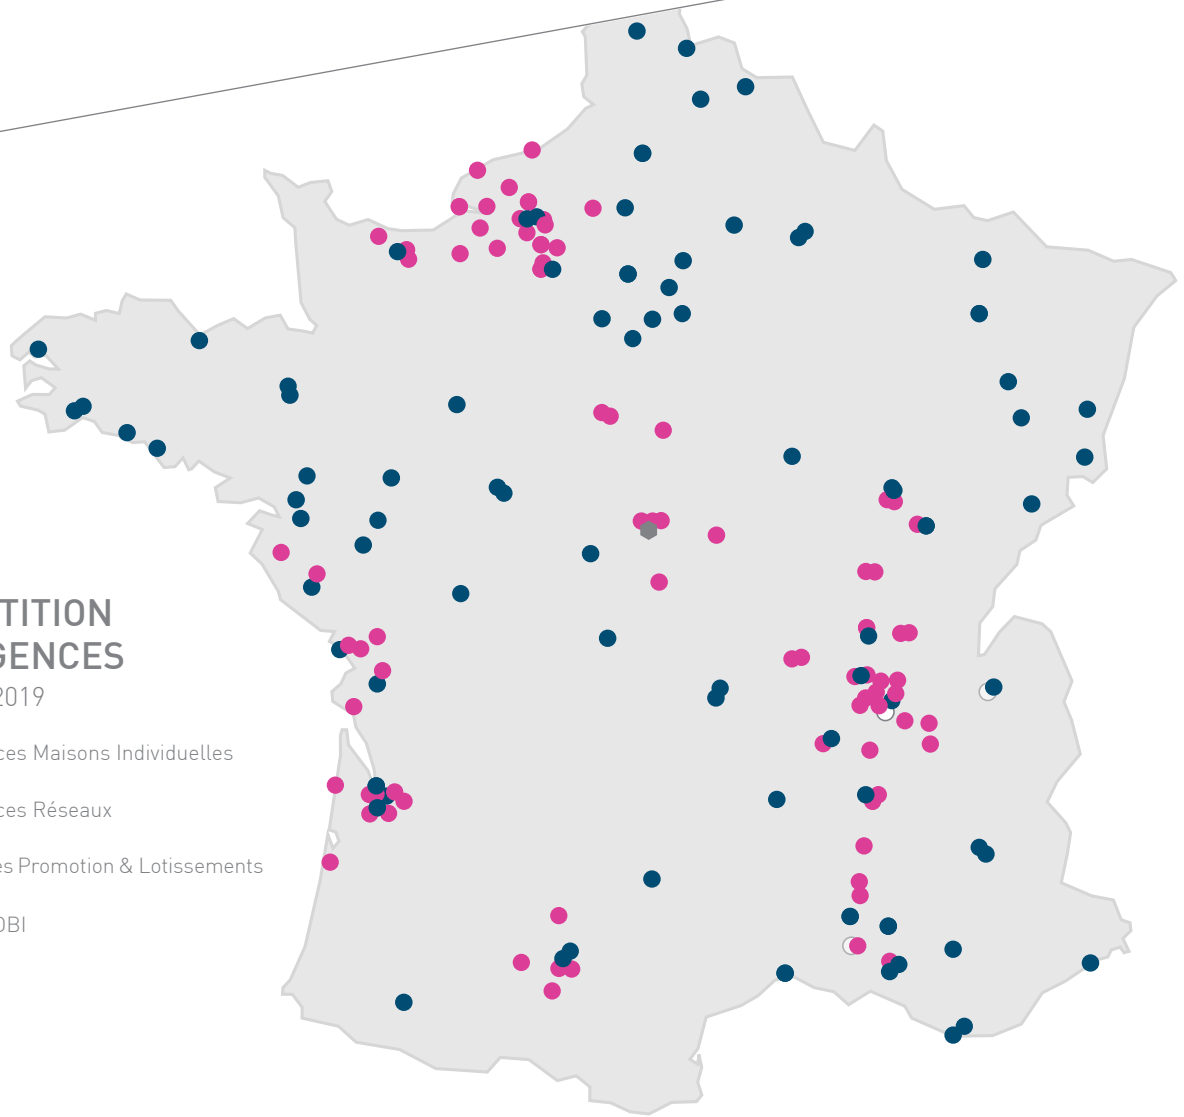 TITION
GENCES
2019
ces Maisons Individuelles
ces Réseaux
es Promotion & Lotissements
OBI